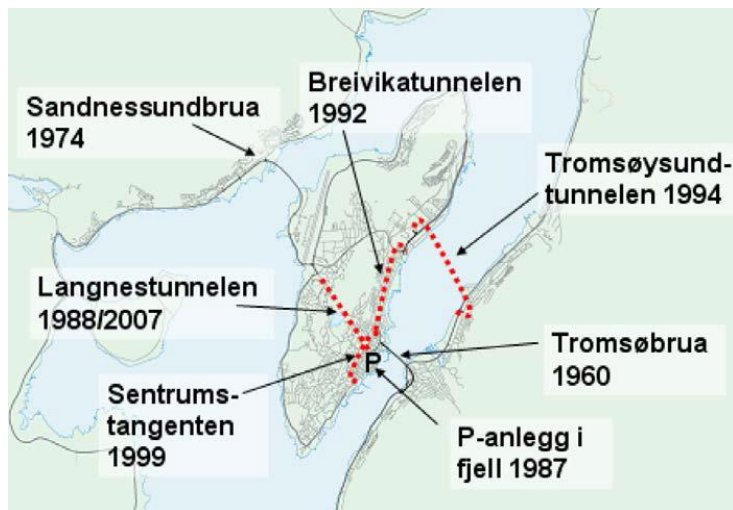 Breivikatunnelen
1992
Sandnessundbrua
1974
Tromsøysund-
tunnelen 1994
Langnestunnelen
1988/2007
Tromsøbrua
1960
P
Sentrums-
tangenten
1999
P-anlegg i
fjell 1987